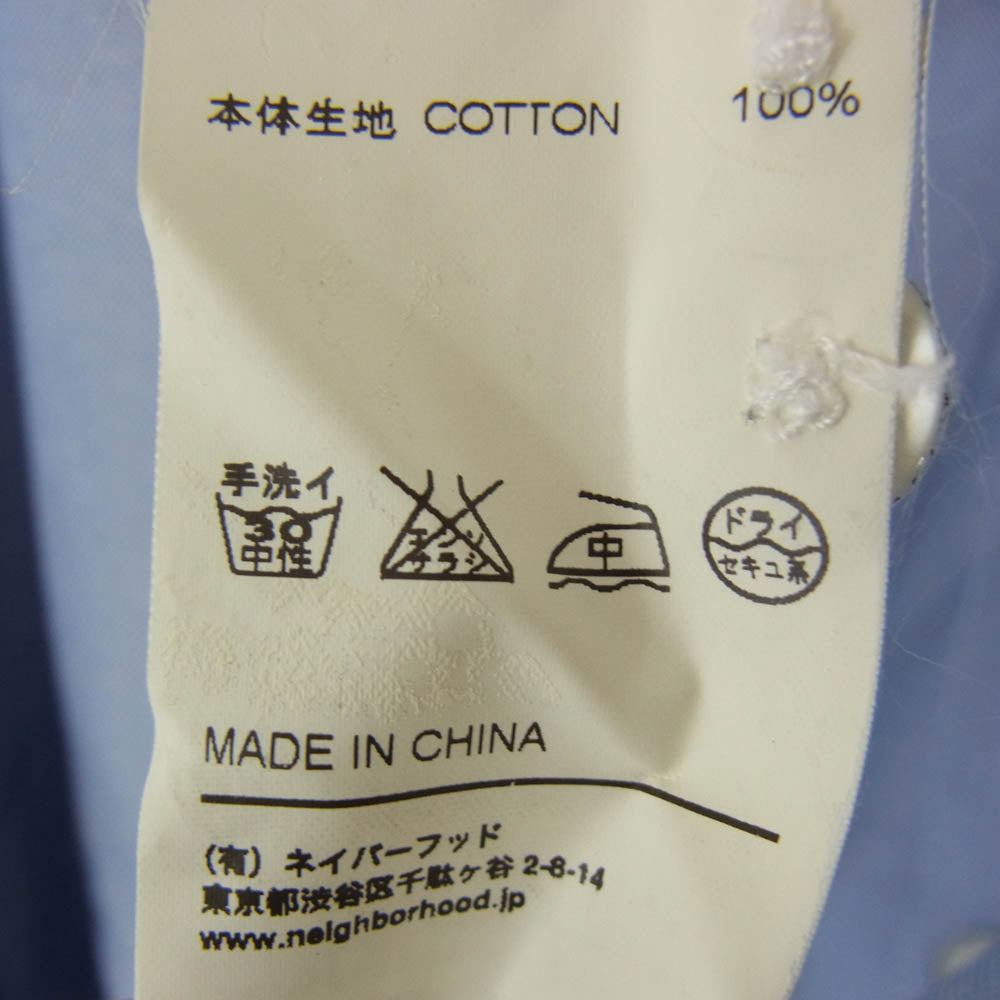 本体生地 COTTON 100%
手洗イ
30
中性
エンソ
サラシ
中
ドライ
セキユ系
MADE IN CHINA
(有) ネイバーフッド
東京都渋谷区千駄ヶ谷 2-8-14
www.neighborhood.jp